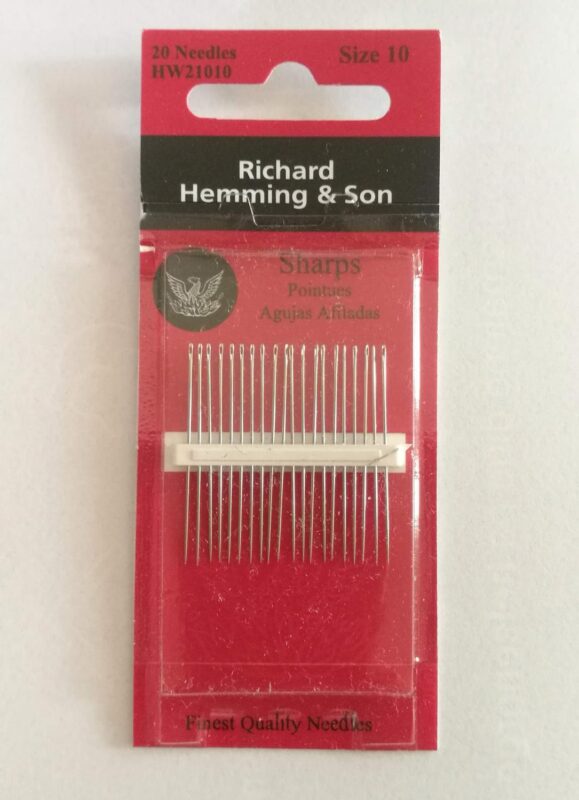 20 Needles
HW21010
Size 10
Richard
Hemming & Son
Sharps
Pointues
Agujas Afiladas
Finest Quality Needles